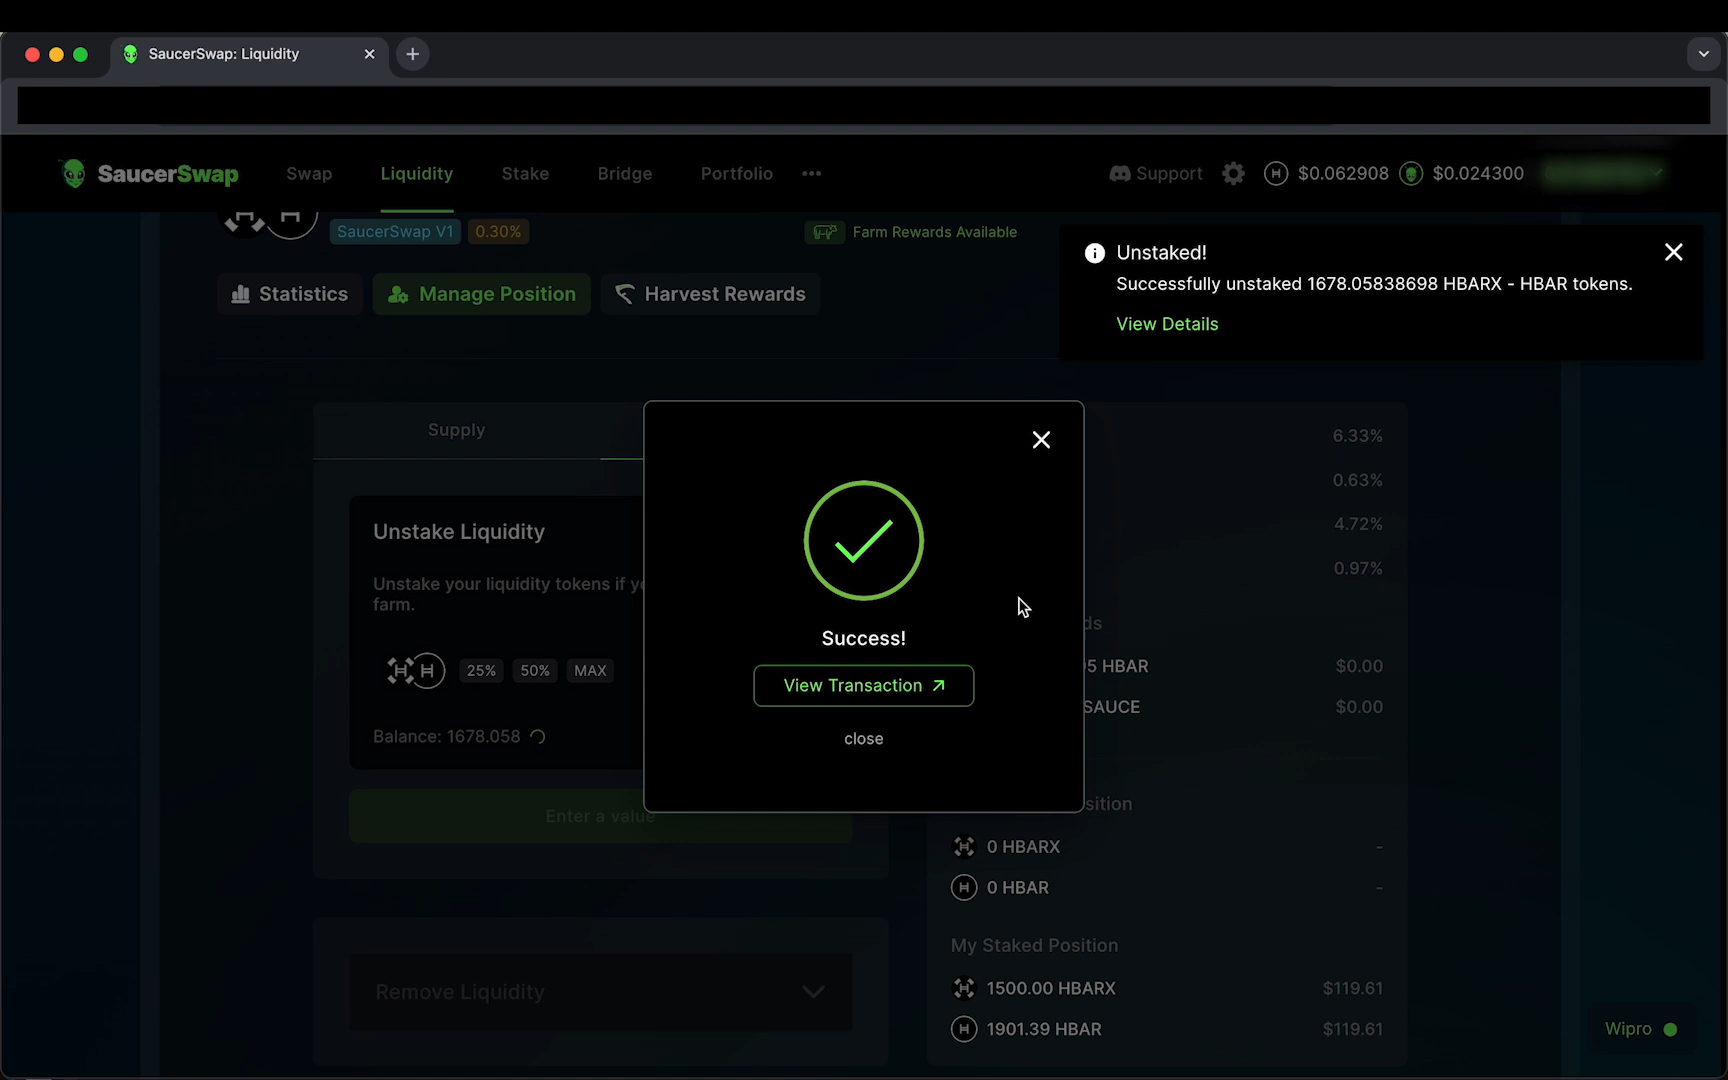 SaucerSwap: Liquidity
SaucerSwap
Swap
Liquidity
Stake
Bridge
Portfolio
Support
$0.062908
$0.024300
SaucerSwap V1
0.30%
Farm Rewards Available
Unstaked!
Successfully unstaked 1678.05838698 HBARX - HBAR tokens.
View Details
Statistics
Manage Position
Harvest Rewards
Supply
Unstake Liquidity
Unstake your liquidity tokens if
farm.
25%
50%
MAX
Balance: 1678.058
Enter a value
Remove Liquidity
Success!
View Transaction
close
6.33%
0.63%
4.72%
0.97%
ds
5 HBAR
$0.00
SAUCE
$0.00
sition
0 HBARX
-
0 HBAR
-
My Staked Position
1500.00 HBARX
$119.61
1901.39 HBAR
$119.61
Wipro